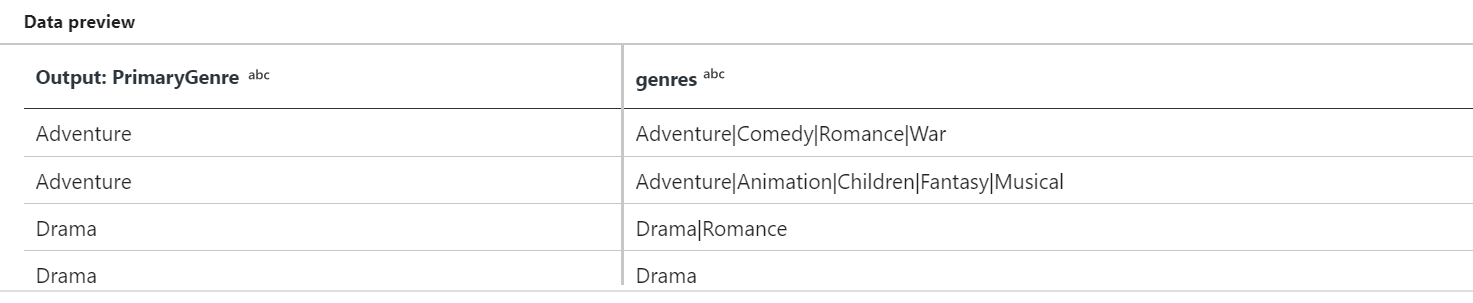 Data preview
Output: PrimaryGenre abc genres abc
Adventure Adventure|Comedy|Romance|War
Adventure Adventure|Animation|Children|Fantasy|Musical
Drama Drama|Romance
Drama Drama